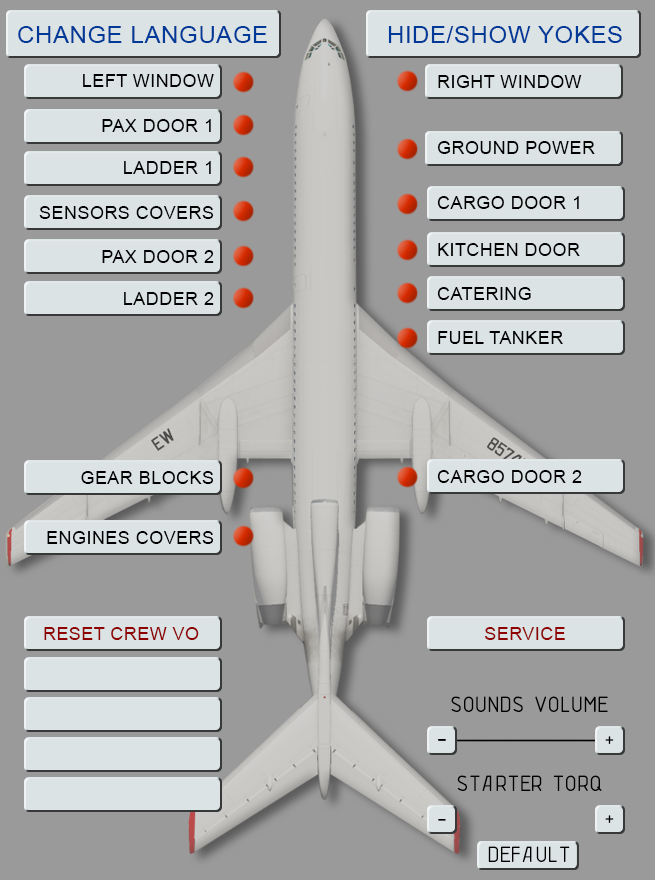 CHANGE LANGUAGE
HIDE/SHOW YOKES
LEFT WINDOW
RIGHT WINDOW
PAX DOOR 1
GROUND POWER
LADDER 1
SENSORS COVERS
CARGO DOOR 1
PAX DOOR 2
KITCHEN DOOR
LADDER 2
CATERING
FUEL TANKER
EW
GEAR BLOCKS
CARGO DOOR 2
ENGINES COVERS
RESET CREW VO
SERVICE
SOUNDS VOLUME
- +
STARTER TORQ
- +
DEFAULT